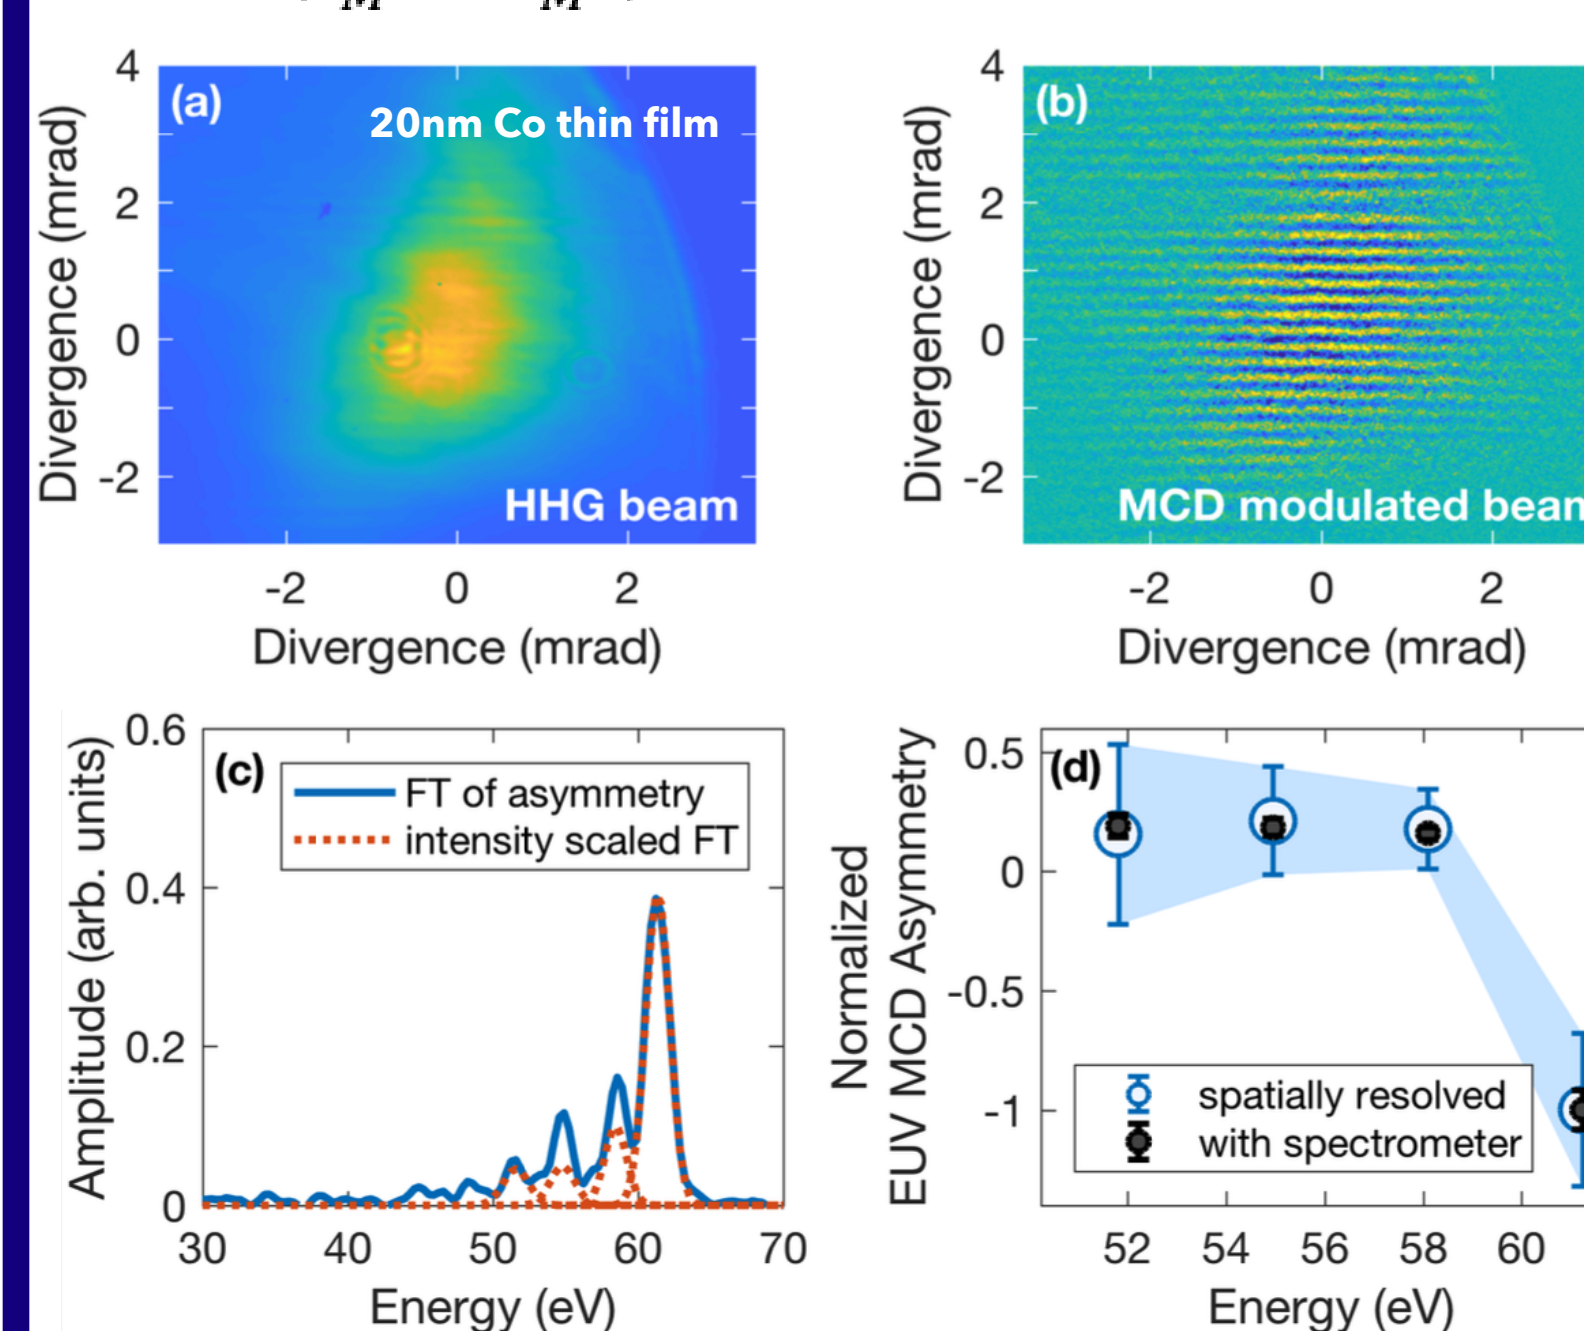 (a)
20nm Co thin film
HHG beam
4
2
0
-2
Divergence (mrad)
-2 0 2
Divergence (mrad)
(b)
MCD modulated beam
4
2
0
-2
Divergence (mrad)
-2 0 2
Divergence (mrad)
(c)
FT of asymmetry
intensity scaled FT
0.6
0.4
0.2
0
Amplitude (arb. units)
30 40 50 60 70
Energy (eV)
(d)
0.5
0
-0.5
-1
Normalized
EUV MCD Asymmetry
spatially resolved
with spectrometer
52 54 56 58 60
Energy (eV)